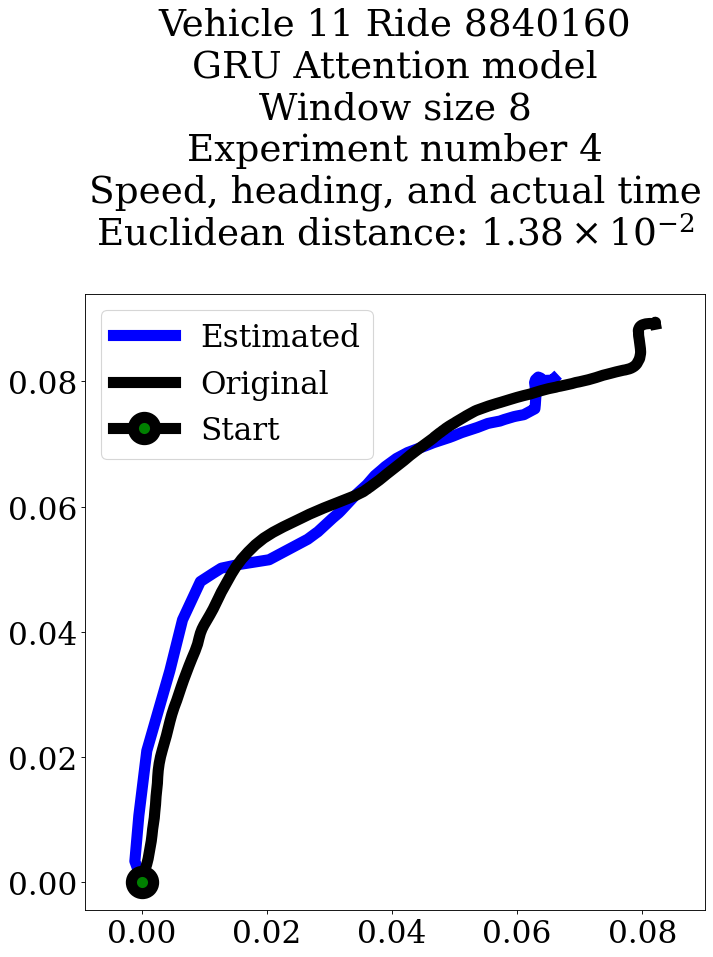 Vehicle 11 Ride 8840160
GRU Attention model
Window size 8
Experiment number 4
Speed, heading, and actual time
Euclidean distance: 1.38 × 10⁻²
Estimated
Original
Start
0.08
0.06
0.04
0.02
0.00
0.00 0.02 0.04 0.06 0.08